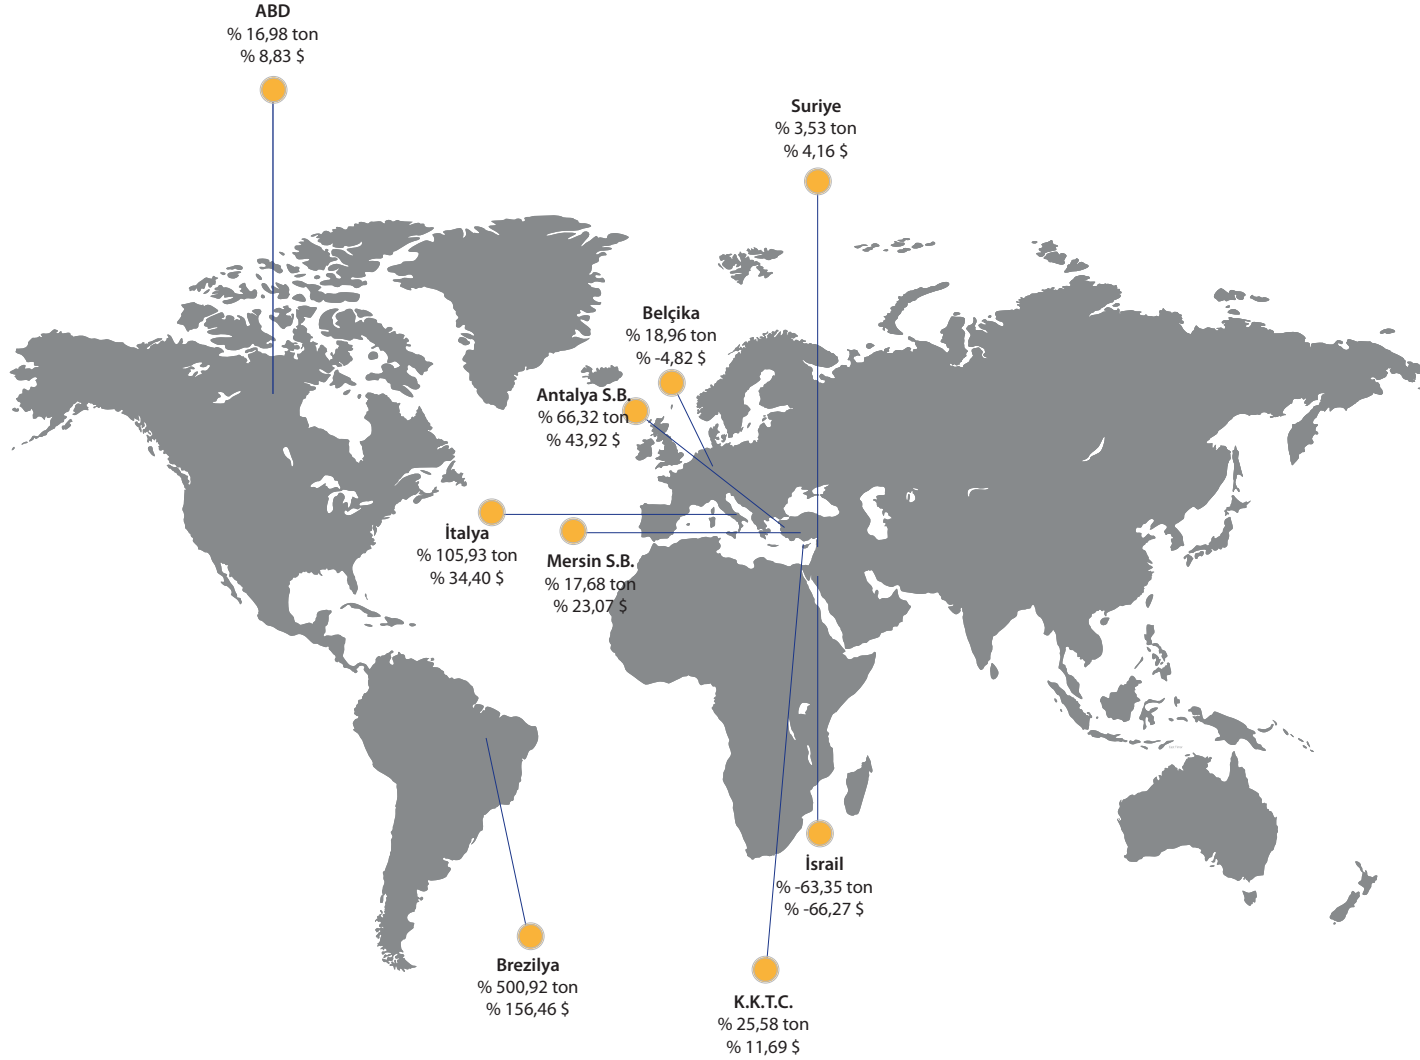 ABD
% 16,98 ton
% 8,83 $
Suriye
% 3,53 ton
% 4,16 $
Belçika
% 18,96 ton
% -4,82 $
Antalya S.B.
% 66,32 ton
% 43,92 $
İtalya
% 105,93 ton
% 34,40 $
Mersin S.B.
% 17,68 ton
% 23,07 $
İsrail
% -63,35 ton
% -66,27 $
Brezilya
% 500,92 ton
% 156,46 $
K.K.T.C.
% 25,58 ton
% 11,69 $